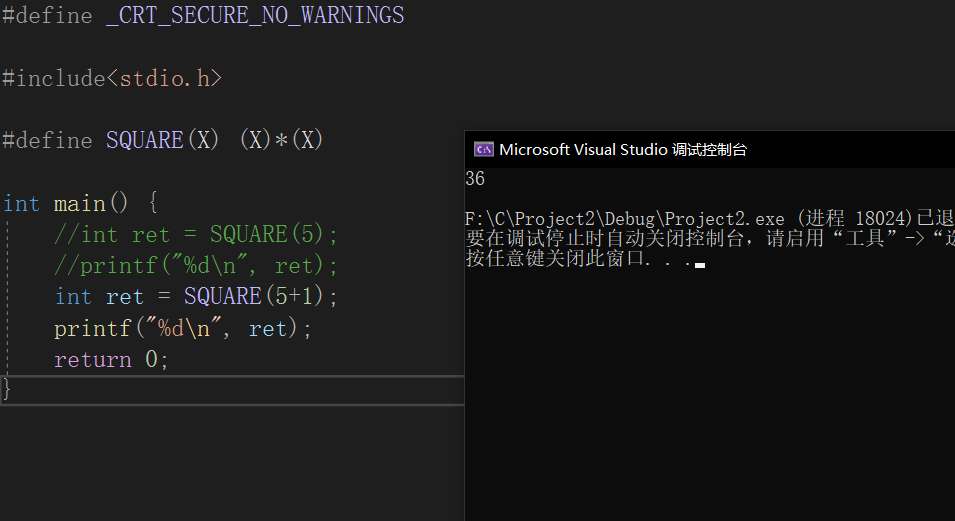 #define _CRT_SECURE_NO_WARNINGS
#include<stdio.h>
#define SQUARE(X) (X)*(X)
int main() {
//int ret = SQUARE(5);
//printf("%d\n", ret);
int ret = SQUARE(5+1);
printf("%d\n", ret);
return 0;
}
C:\ Microsoft Visual Studio 调试控制台
36
F:\C\Project2\Debug\Project2.exe (进程 18024)已退
要在调试停止时自动关闭控制台，请启用“工具”->“
按任意键关闭此窗口. . .